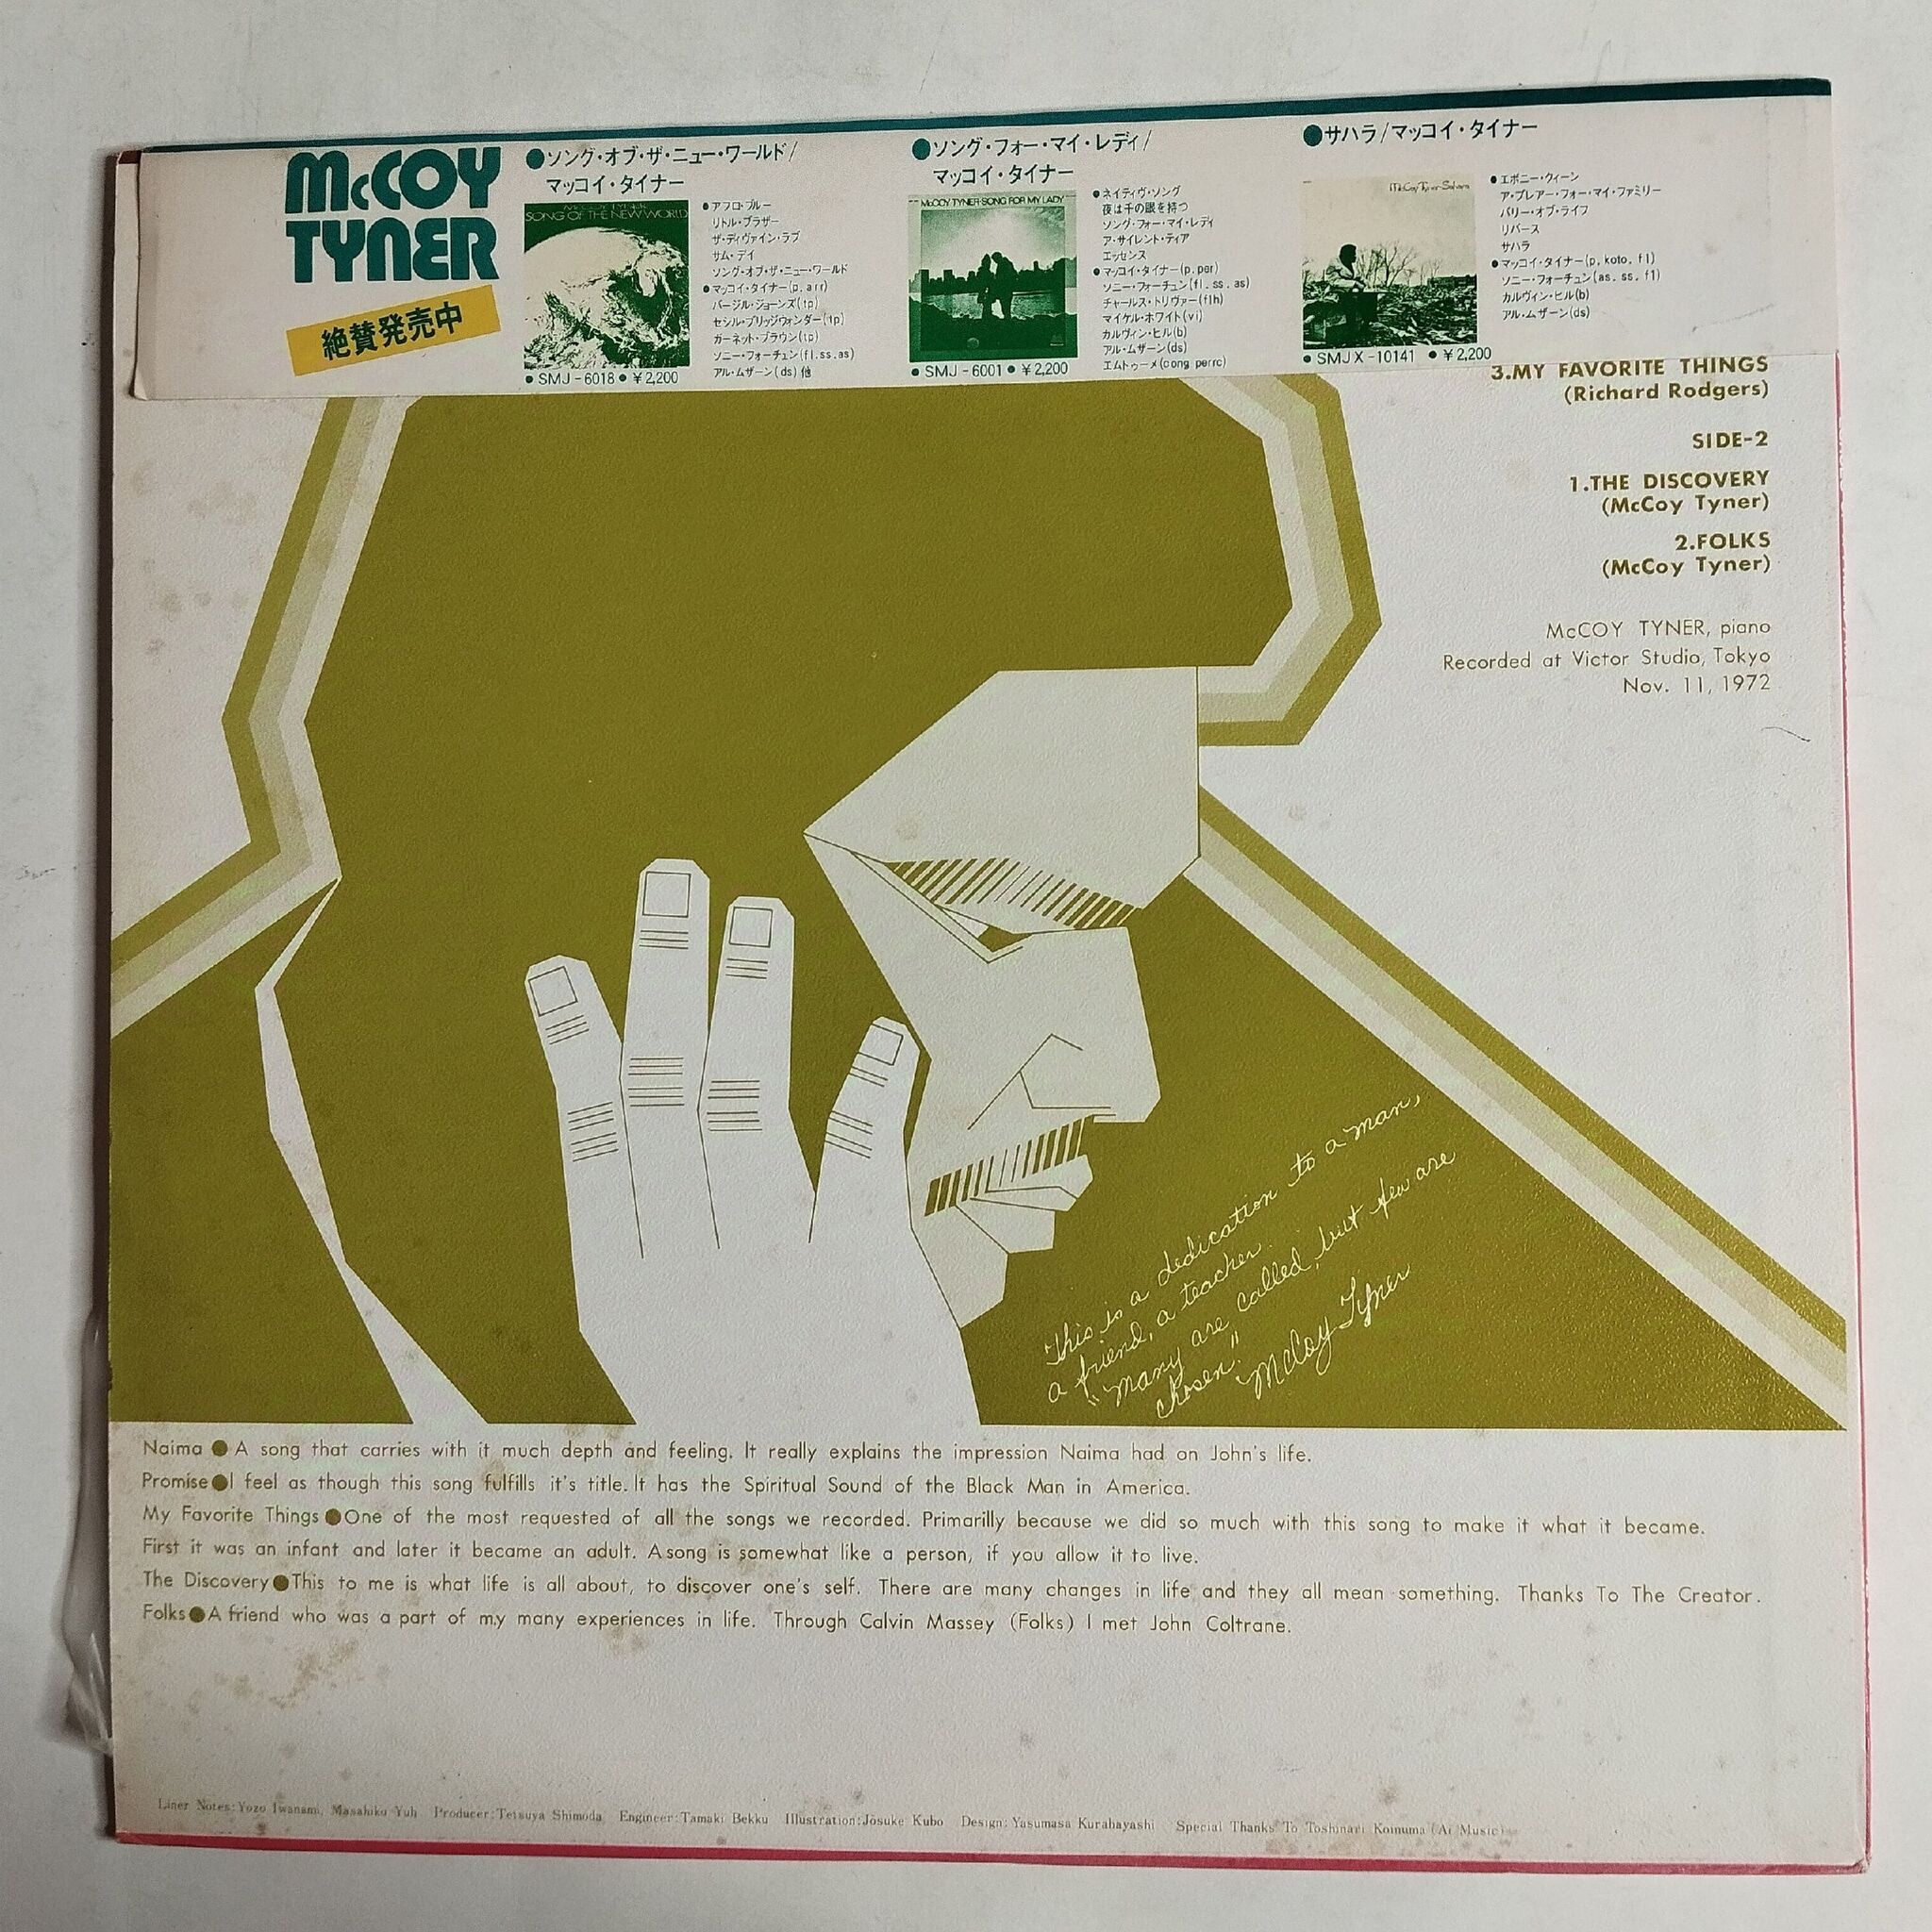 McCOY
TYNER
絶賛発売中
●ソング・オブ・ザ・ニュー・ワールド/
マッコイ・タイナー
McCOY TYNER
SONG OF THE NEW WORLD
●アフロ・ブルー
リトル・ブラザー
ザ・ディヴァイン・ラブ
サム・デイ
ソング・オブ・ザ・ニュー・ワールド
●マッコイ・タイナー(p, arr)
バージル・ジョーンズ(tp)
セシル・ブリッジウォンダー(tp)
ガーネット・ブラウン(tp)
ソニー・フォーチュン(fl.ss.as)
アル・ムザーン(ds)他
● SMJ-6018 ● ¥2,200
●ソング・フォー・マイ・レディ/
マッコイ・タイナー
McCOY TYNER・SONG FOR MY LADY
●ネイティヴ・ソング
夜は千の眼を持つ
ソング・フォー・マイ・レディ
ア・サイレント・ティア
エッセンス
●マッコイ・タイナー(p, per)
ソニー・フォーチュン(fl. ss. as)
チャールス・トリヴァー(flh)
マイケル・ホワイト(vi)
カルヴィン・ヒル(b)
アル・ムザーン(ds)
エムトゥーメ(cong perc)
● SMJ-6001 ● ¥2,200
●サハラ/マッコイ・タイナー
McCoy Tyner・Sahara
●エボニー・クィーン
ア・プレアー・フォー・マイ・ファミリー
バリー・オブ・ライフ
リバース
サハラ
●マッコイ・タイナー(p, koto, fl)
ソニー・フォーチュン(as. ss. fl)
カルヴィン・ヒル(b)
アル・ムザーン(ds)
● SMJX-10141 ● ¥2,200
3.MY FAVORITE THINGS
(Richard Rodgers)
SIDE-2
1.THE DISCOVERY
(McCoy Tyner)
2.FOLKS
(McCoy Tyner)
McCOY TYNER, piano
Recorded at Victor Studio, Tokyo
Nov. 11, 1972
This is a dedication to a man,
a friend, a teacher.
"many are called, but few are
chosen."
McCoy Tyner
Naima ● A song that carries with it much depth and feeling. It really explains the impression Naima had on John's life.
Promise ● I feel as though this song fulfills it's title. It has the Spiritual Sound of the Black Man in America.
My Favorite Things ● One of the most requested of all the songs we recorded. Primarilly because we did so much with this song to make it what it became.
First it was an infant and later it became an adult. A song is somewhat like a person, if you allow it to live.
The Discovery ● This to me is what life is all about, to discover one's self. There are many changes in life and they all mean something. Thanks To The Creator.
Folks ● A friend who was a part of my many experiences in life. Through Calvin Massey (Folks) I met John Coltrane.
Liner Notes: Yozo Iwanami, Masahiko Yuh Producer: Tetsuya Shimoda Engineer: Tamaki Bekku Illustration: Josuke Kubo Design: Yasumasa Kurabayashi Special Thanks To Toshinari Koinuma (Ai Music)